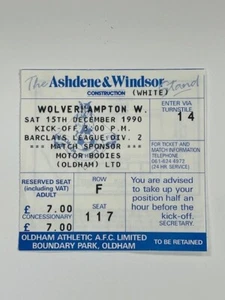 The Ashdene & Windsor Stand
CONSTRUCTION (WHITE)
WOLVERHAMPTON W.
SAT 15TH DECEMBER 1990
KICK-OFF 3:00 P.M.
BARCLAYS LEAGUE DIV. 2
** MATCH SPONSOR **
MOTOR BODIES
(OLDHAM) LTD
ENTER VIA
TURNSTILE
14
FOR TICKET AND
MATCH INFORMATION
TELEPHONE
061-624 4972
RESERVED SEAT
(including VAT)
ADULT
£ 7.00
CONCESSIONARY
£ 7.00
ROW
F
SEAT
117
You are advised
to take up your
position half an
hour before the
kick-off.
SECRETARY
OLDHAM ATHLETIC A.F.C. LIMITED
BOUNDARY PARK, OLDHAM
TO BE RETAINED